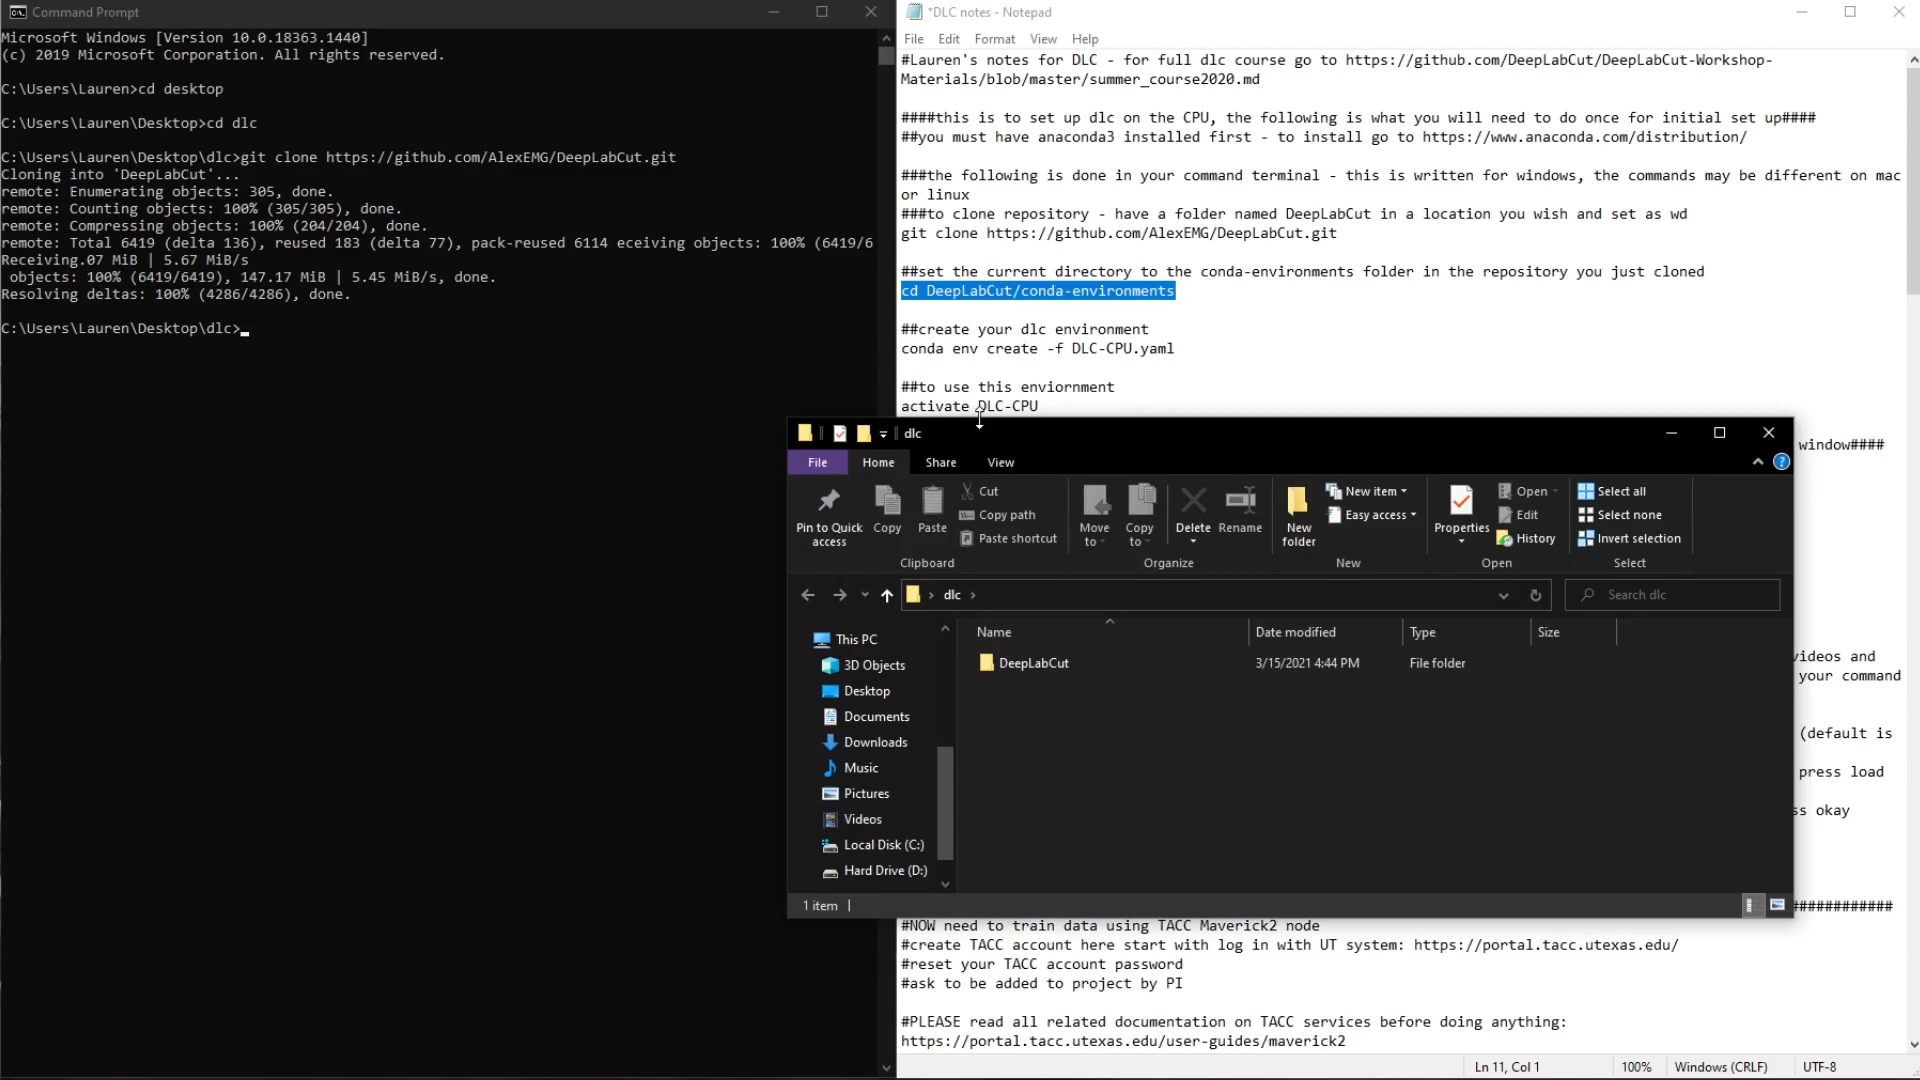 Command Prompt
Microsoft Windows [Version 10.0.18363.1440]
(c) 2019 Microsoft Corporation. All rights reserved.
C:\Users\Lauren>cd desktop
C:\Users\Lauren\Desktop>cd dlc
C:\Users\Lauren\Desktop\dlc>git clone https://github.com/AlexEMG/DeepLabCut.git
Cloning into 'DeepLabCut'...
remote: Enumerating objects: 305, done.
remote: Counting objects: 100% (305/305), done.
remote: Compressing objects: 100% (204/204), done.
remote: Total 6419 (delta 136), reused 183 (delta 77), pack-reused 6114 eceiving objects: 100% (6419/6
Receiving.07 MiB | 5.67 MiB/s
objects: 100% (6419/6419), 147.17 MiB | 5.45 MiB/s, done.
Resolving deltas: 100% (4286/4286), done.
C:\Users\Lauren\Desktop\dlc>
*DLC notes - Notepad
File Edit Format View Help
#Lauren's notes for DLC - for full dlc course go to https://github.com/DeepLabCut/DeepLabCut-Workshop-
Materials/blob/master/summer_course2020.md
####this is to set up dlc on the CPU, the following is what you will need to do once for initial set up####
##you must have anaconda3 installed first - to install go to https://www.anaconda.com/distribution/
###the following is done in your command terminal - this is written for windows, the commands may be different on mac
or linux
###to clone repository - have a folder named DeepLabCut in a location you wish and set as wd
git clone https://github.com/AlexEMG/DeepLabCut.git
##set the current directory to the conda-environments folder in the repository you just cloned
cd DeepLabCut/conda-environments
##create your dlc environment
conda env create -f DLC-CPU.yaml
##to use this enviornment
activate DLC-CPU
window####
videos and
your command
(default is
press load
ss okay
############
#NOW need to train data using TACC Maverick2 node
#create TACC account here start with log in with UT system: https://portal.tacc.utexas.edu/
#reset your TACC account password
#ask to be added to project by PI
#PLEASE read all related documentation on TACC services before doing anything:
https://portal.tacc.utexas.edu/user-guides/maverick2
Ln 11, Col 1 100% Windows (CRLF) UTF-8
dlc
File Home Share View
Pin to Quick access
Copy
Paste
Cut
Copy path
Paste shortcut
Clipboard
Move to
Copy to
Delete
Rename
Organize
New folder
New item
Easy access
New
Properties
Open
Edit
History
Open
Select all
Select none
Invert selection
Select
dlc
Search dlc
This PC
3D Objects
Desktop
Documents
Downloads
Music
Pictures
Videos
Local Disk (C:)
Hard Drive (D:)
Name Date modified Type Size
DeepLabCut 3/15/2021 4:44 PM File folder
1 item